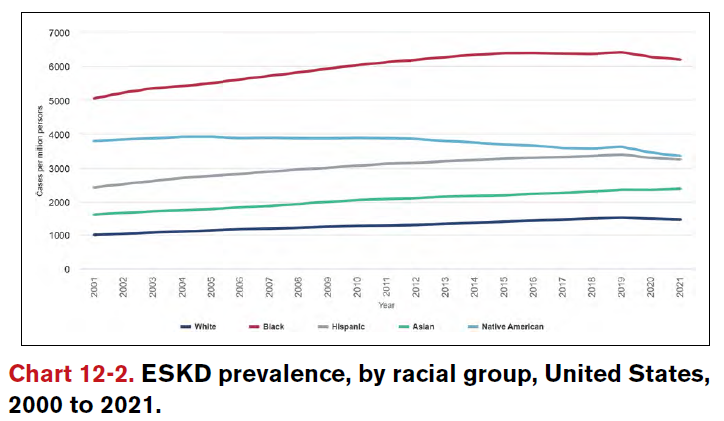 7000
6000
5000
4000
3000
2000
1000
0
Cases per million persons
2001 2002 2003 2004 2005 2006 2007 2008 2009 2010 2011 2012 2013 2014 2015 2016 2017 2018 2019 2020 2021
Year
White Black Hispanic Asian Native American
Chart 12-2. ESKD prevalence, by racial group, United States,
2000 to 2021.